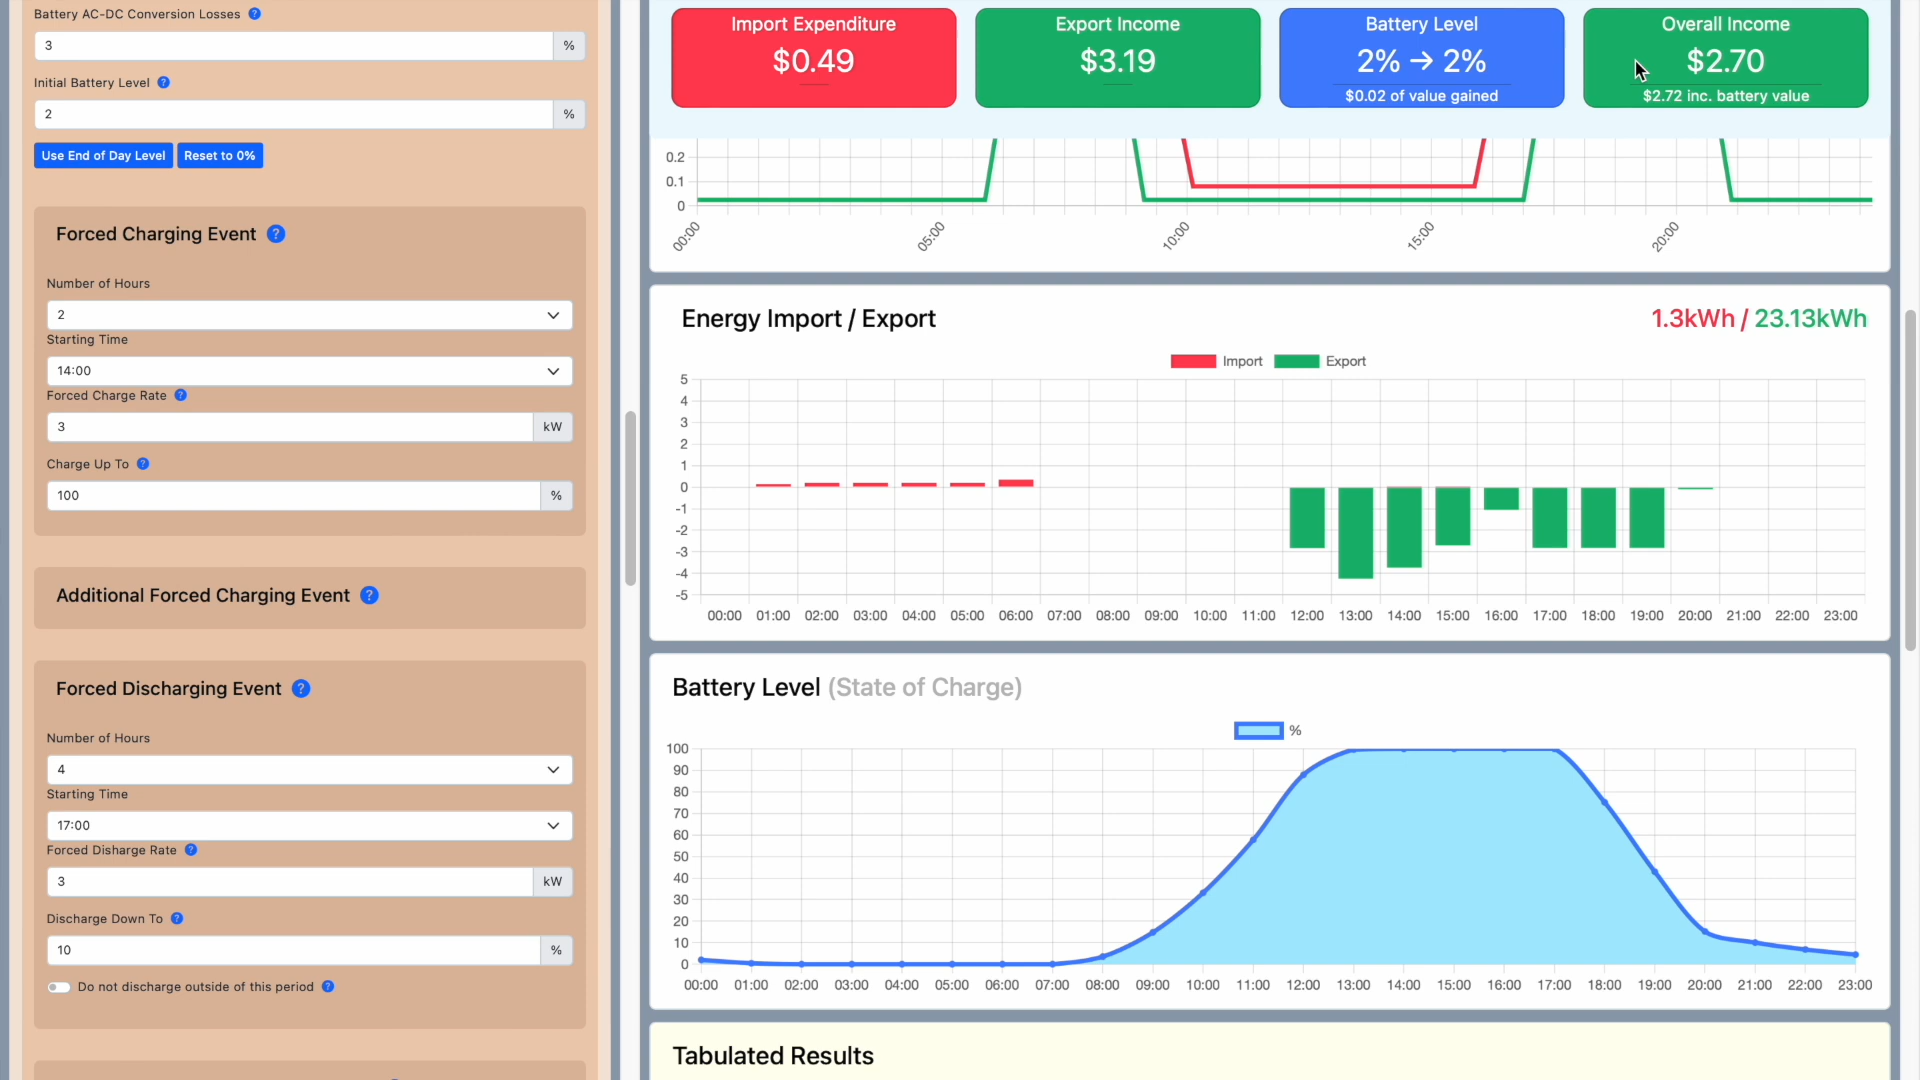 Battery AC-DC Conversion Losses ?
3 %
Initial Battery Level ?
2 %
Use End of Day Level Reset to 0%
Forced Charging Event ?
Number of Hours
2
Starting Time
14:00
Forced Charge Rate ?
3 kW
Charge Up To ?
100 %
Additional Forced Charging Event ?
Forced Discharging Event ?
Number of Hours
4
Starting Time
17:00
Forced Disharge Rate ?
3 kW
Discharge Down To ?
10 %
Do not discharge outside of this period ?
Import Expenditure
$0.49
Export Income
$3.19
Battery Level
2% → 2%
$0.02 of value gained
Overall Income
$2.70
$2.72 inc. battery value
0.2
0.1
0
00:00 05:00 10:00 15:00 20:00
Energy Import / Export 1.3kWh / 23.13kWh
Import Export
5
4
3
2
1
0
-1
-2
-3
-4
-5
00:00 01:00 02:00 03:00 04:00 05:00 06:00 07:00 08:00 09:00 10:00 11:00 12:00 13:00 14:00 15:00 16:00 17:00 18:00 19:00 20:00 21:00 22:00 23:00
Battery Level (State of Charge)
%
100
90
80
70
60
50
40
30
20
10
0
00:00 01:00 02:00 03:00 04:00 05:00 06:00 07:00 08:00 09:00 10:00 11:00 12:00 13:00 14:00 15:00 16:00 17:00 18:00 19:00 20:00 21:00 22:00 23:00
Tabulated Results